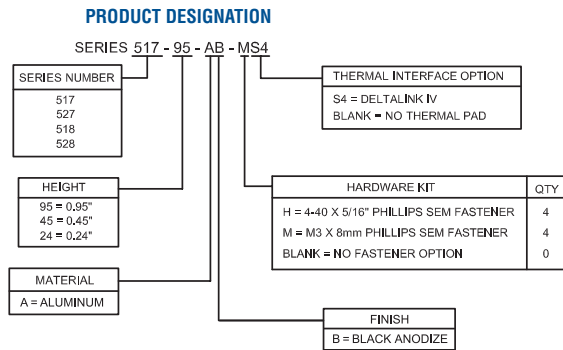 PRODUCT DESIGNATION
SERIES 517 - 95 - AB - MS4
SERIES NUMBER
517
527
518
528
THERMAL INTERFACE OPTION
S4 = DELTALINK IV
BLANK = NO THERMAL PAD
HEIGHT
95 = 0.95"
45 = 0.45"
24 = 0.24"
HARDWARE KIT QTY
H = 4-40 X 5/16" PHILLIPS SEM FASTENER 4
M = M3 X 8mm PHILLIPS SEM FASTENER 4
BLANK = NO FASTENER OPTION 0
MATERIAL
A = ALUMINUM
FINISH
B = BLACK ANODIZE